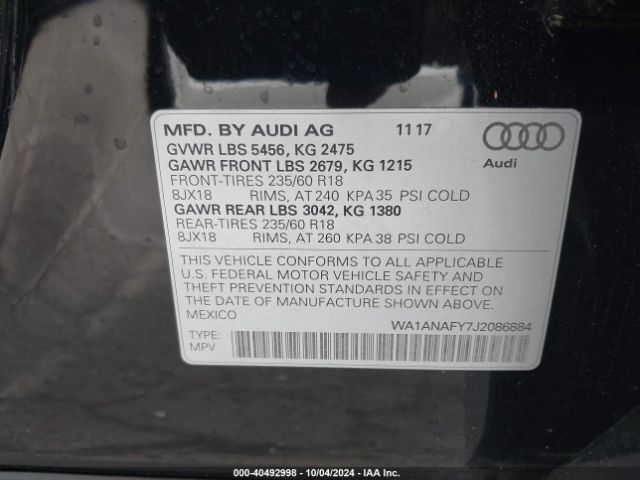 MFD. BY AUDI AG 11 17
GVWR LBS 5456, KG 2475
GAWR FRONT LBS 2679, KG 1215
FRONT-TIRES 235/60 R18
8JX18 RIMS, AT 240 KPA 35 PSI COLD
GAWR REAR LBS 3042, KG 1380
REAR-TIRES 235/60 R18
8JX18 RIMS, AT 260 KPA 38 PSI COLD
Audi
THIS VEHICLE CONFORMS TO ALL APPLICABLE
U.S. FEDERAL MOTOR VEHICLE SAFETY AND
THEFT PREVENTION STANDARDS IN EFFECT ON
THE DATE OF MANUFACTURE SHOWN ABOVE.
MEXICO
WA1ANAFY7J2086884
TYPE:
MPV
000-40492998 - 10/04/2024 - IAA Inc.